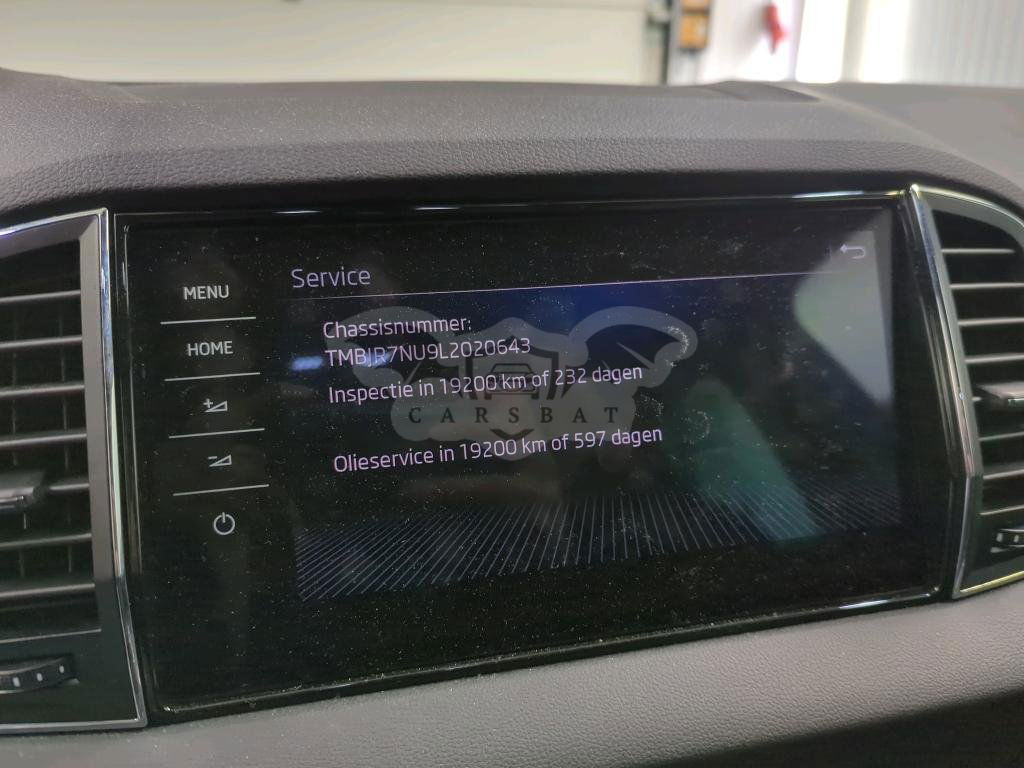 Service
MENU
Chassisnummer:
HOME
TMBJR7NU9L2020643
Inspectie in 19200 km of 232 dagen
CARSBAT
Olieservice in 19200 km of 597 dagen